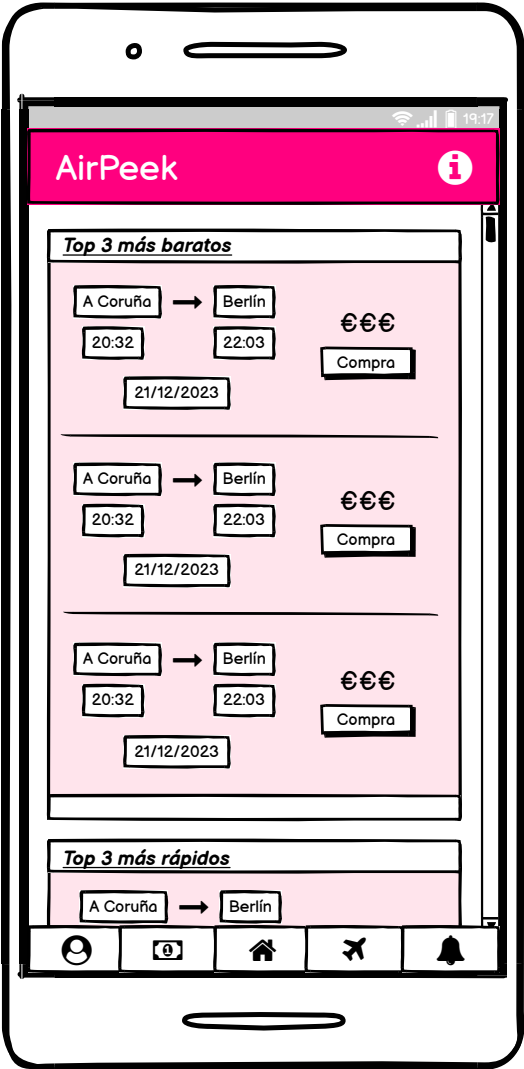 19:17
AirPeek
Top 3 más baratos
A Coruña Berlín
€€€
20:32 22:03
Compra
21/12/2023
A Coruña Berlín
€€€
20:32 22:03
Compra
21/12/2023
A Coruña Berlín
€€€
20:32 22:03
Compra
21/12/2023
Top 3 más rápidos
A Coruña Berlín